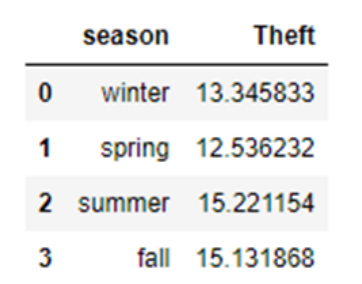 season Theft
0 winter 13.345833
1 spring 12.536232
2 summer 15.221154
3 fall 15.131868